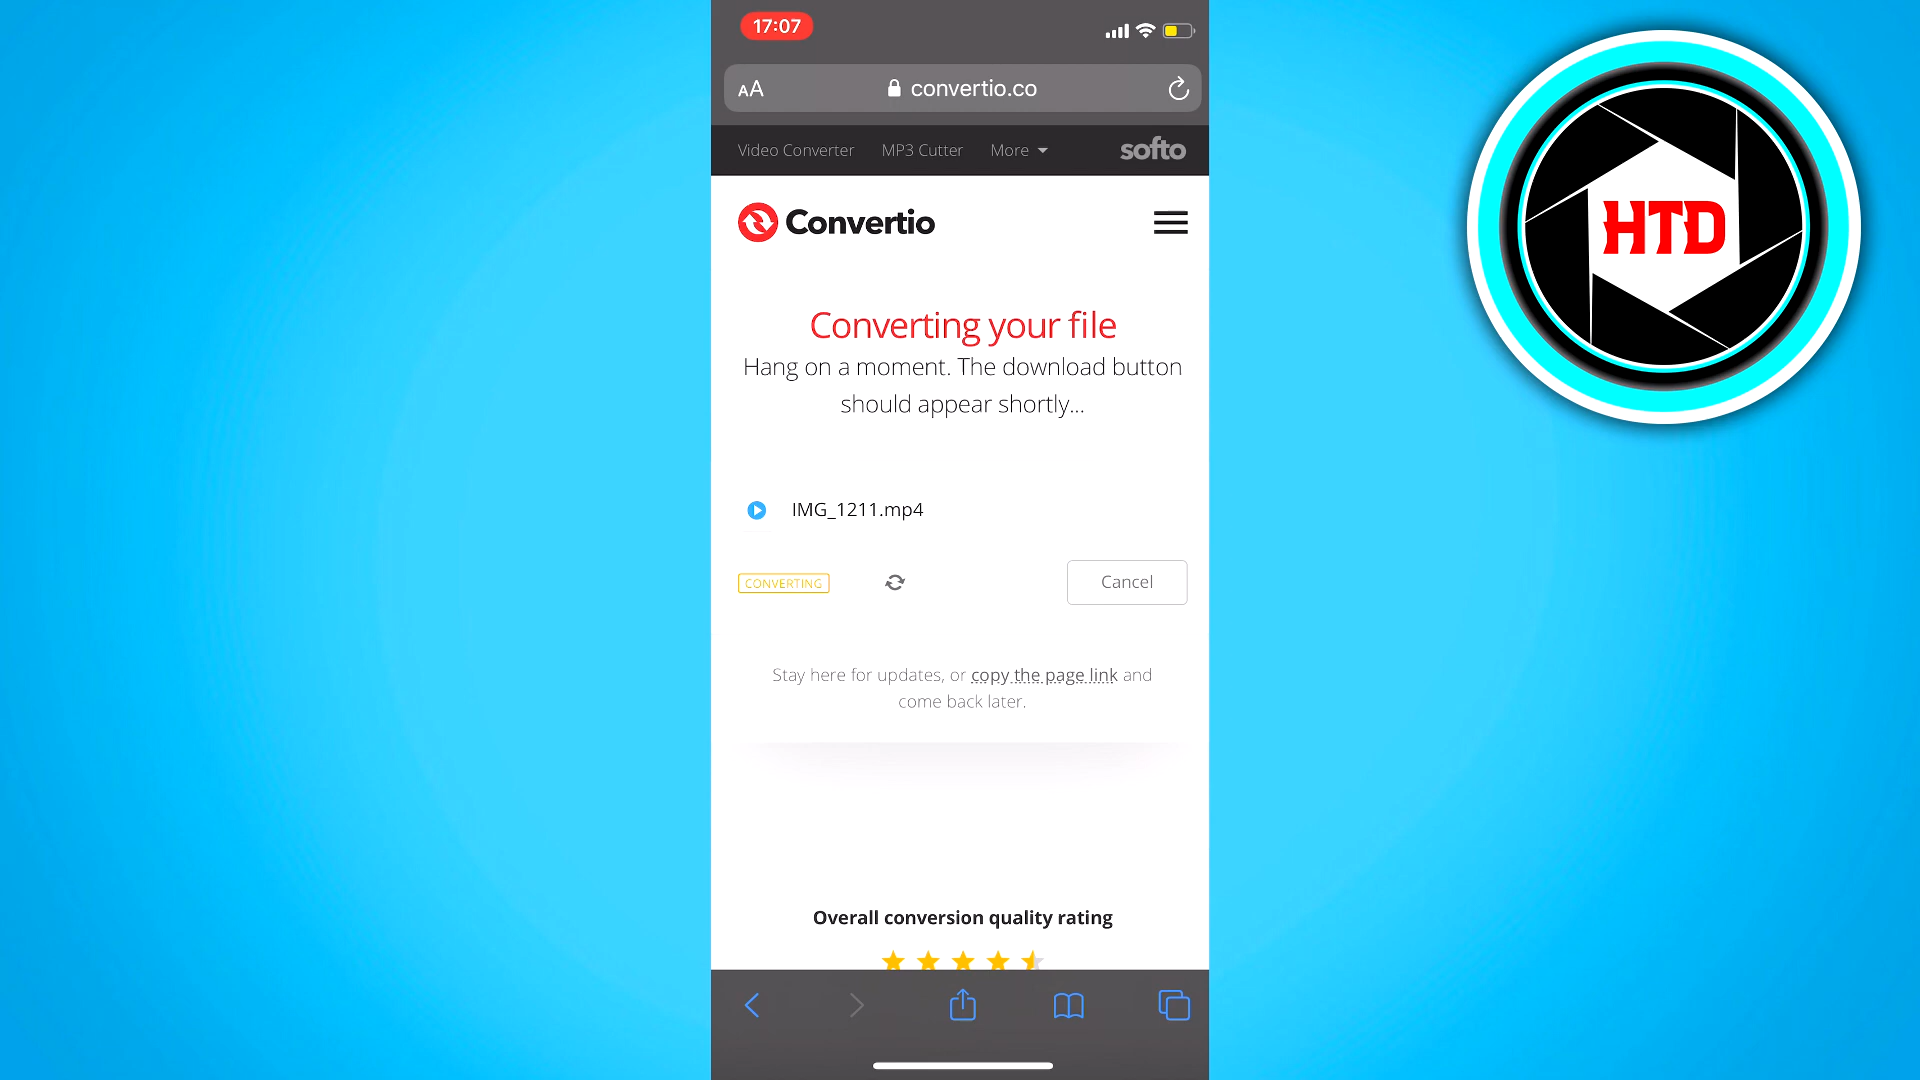 17:07
AA
convertio.co
Video Converter MP3 Cutter More softo
Convertio
HTD
Converting your file
Hang on a moment. The download button
should appear shortly...
IMG_1211.mp4
CONVERTING
Cancel
Stay here for updates, or copy the page link and
come back later.
Overall conversion quality rating